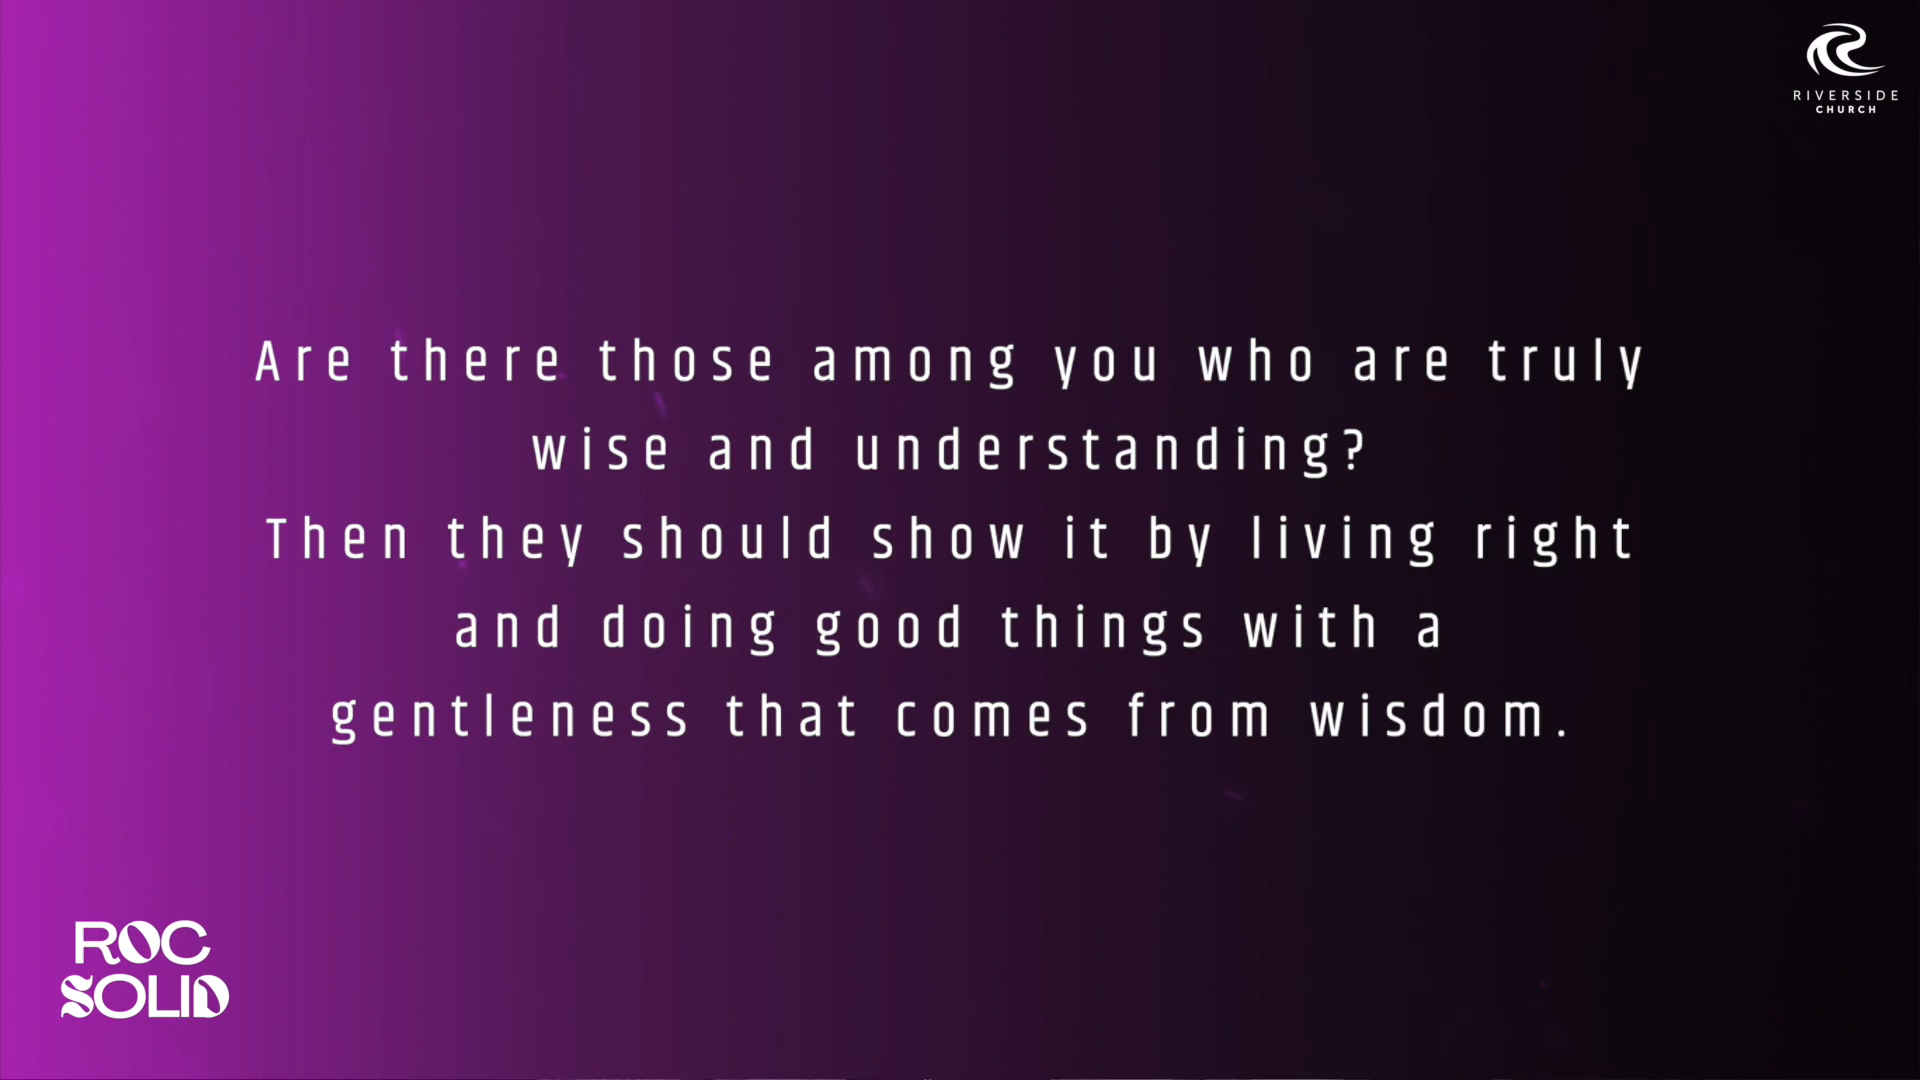 RIVERSIDE
CHURCH
Are there those among you who are truly
wise and understanding?
Then they should show it by living right
and doing good things with a
gentleness that comes from wisdom.
ROC
SOLID